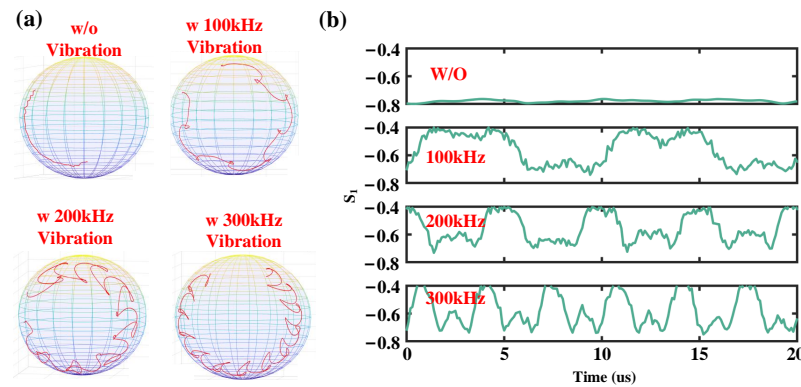 (a)
w/o
Vibration
w 100kHz
Vibration
w 200kHz
Vibration
w 300kHz
Vibration
(b)
S1
−0.4
−0.6
−0.8
W/O
−0.4
−0.6
−0.8
100kHz
−0.4
−0.6
−0.8
200kHz
−0.4
−0.6
−0.8
300kHz
0
5
10
15
20
Time (us)